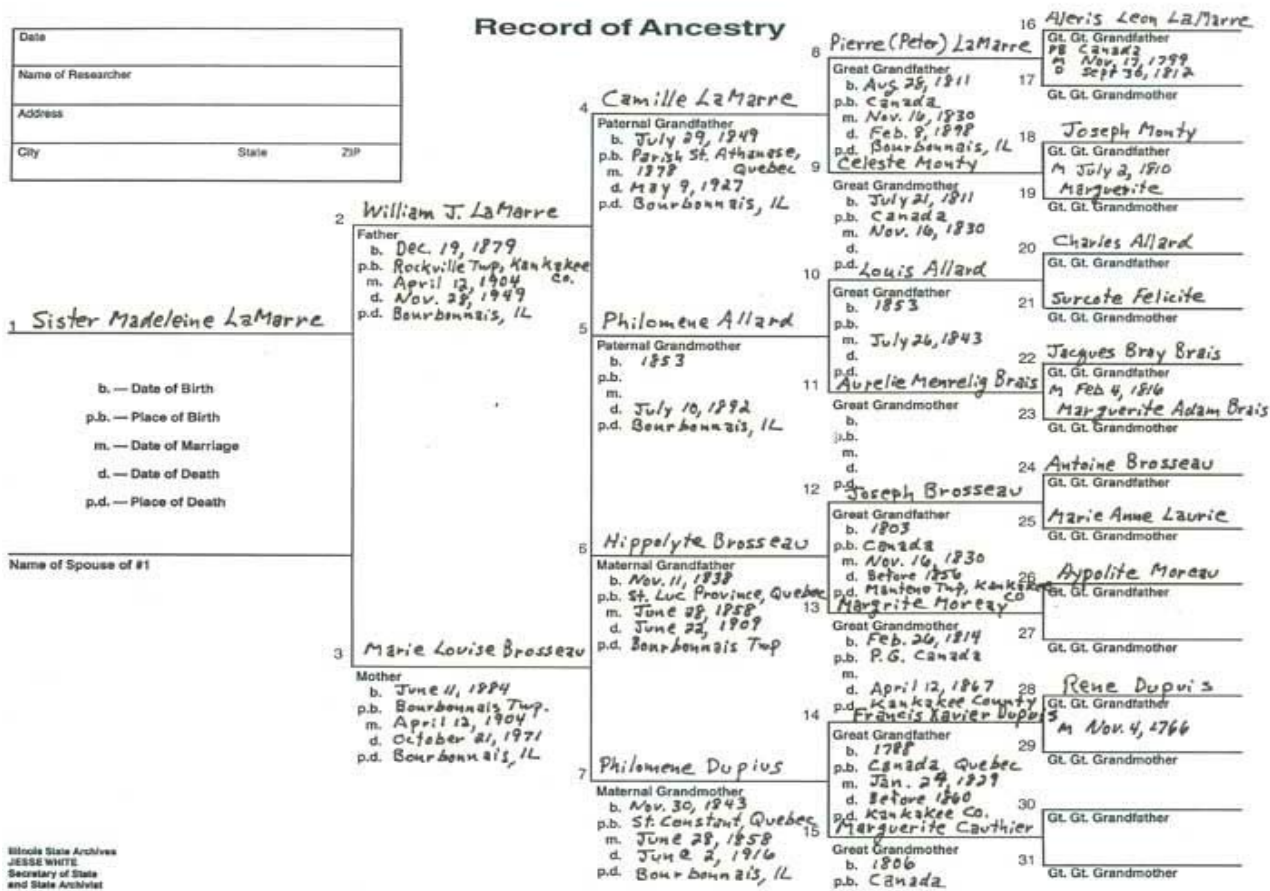 Record of Ancestry
Date
Name of Researcher
Address
City State ZIP
1 Sister Madeleine LaMarre
b. — Date of Birth
p.b. — Place of Birth
m. — Date of Marriage
d. — Date of Death
p.d. — Place of Death
Name of Spouse of #1
2 William J. LaMarre
Father
b. Dec. 19, 1879
p.b. Rockville Twp, Kankakee Co.
m. April 12, 1904
d. Nov. 28, 1949
p.d. Bourbonnais, IL
3 Marie Louise Brosseau
Mother
b. June 11, 1884
p.b. Bourbonnais Twp.
m. April 12, 1904
d. October 21, 1971
p.d. Bourbonnais, IL
4 Camille LaMarre
Paternal Grandfather
b. July 29, 1849
p.b. Parish St. Athanase, Quebec
m. 1878
d. May 9, 1927
p.d. Bourbonnais, IL
5 Philomene Allard
Paternal Grandmother
b. 1853
p.b.
m.
d. July 10, 1892
p.d. Bourbonnais, IL
6 Hippolyte Brosseau
Maternal Grandfather
b. Nov. 11, 1838
p.b. St. Luc Province, Quebec
m. June 28, 1858
d. June 22, 1909
p.d. Bourbonnais Twp
7 Philomene Dupius
Maternal Grandmother
b. Nov. 30, 1843
p.b. St. Constant, Quebec
m. June 28, 1858
d. June 2, 1916
p.d. Bourbonnais, IL
8 Pierre (Peter) LaMarre
Great Grandfather
b. Aug. 28, 1811
p.b. Canada
m. Nov. 16, 1830
d. Feb. 8, 1898
p.d. Bourbonnais, IL
9 Celeste Monty
Great Grandmother
b. July 21, 1811
p.b. Canada
m. Nov. 16, 1830
d.
p.d.
10 Louis Allard
Great Grandfather
b. 1853
p.b.
m. July 26, 1843
d.
p.d.
11 Aurelie Menrelig Brais
Great Grandmother
b.
p.b.
m.
d.
p.d.
12 Joseph Brosseau
Great Grandfather
b. 1803
p.b. Canada
m. Nov. 16, 1830
d. Before 1856
p.d. Manteno Twp, Kankakee Co
13 Margrite Moreay
Great Grandmother
b. Feb. 26, 1814
p.b. P.G. Canada
m.
d. April 12, 1867
p.d. Kankakee County
14 Francis Xavier Dupuis
Great Grandfather
b. 1788
p.b. Canada, Quebec
m. Jan. 29, 1829
d. Before 1860
p.d. Kankakee Co.
15 Marguerite Cauthier
Great Grandmother
b. 1806
p.b. Canada
16 Aleris Leon LaMarre
Gt. Gt. Grandfather
PB Canada
M Nov. 17, 1799
D Sept 30, 1812
17
Gt. Gt. Grandmother
18 Joseph Monty
Gt. Gt. Grandfather
M July 2, 1810
19 Marguerite
Gt. Gt. Grandmother
20 Charles Allard
Gt. Gt. Grandfather
21 Surcote Felicite
Gt. Gt. Grandmother
22 Jacques Bray Brais
Gt. Gt. Grandfather
M Feb 4, 1816
23 Marguerite Adam Brais
Gt. Gt. Grandmother
24 Antoine Brosseau
Gt. Gt. Grandfather
25 Marie Anne Laurie
Gt. Gt. Grandmother
26 Aypolite Moreau
Gt. Gt. Grandfather
27
Gt. Gt. Grandmother
28 Rene Dupuis
Gt. Gt. Grandfather
M Nov. 4, 1766
29
Gt. Gt. Grandmother
30
Gt. Gt. Grandfather
31
Gt. Gt. Grandmother
Illinois State Archives
JESSE WHITE
Secretary of State
and State Archivist